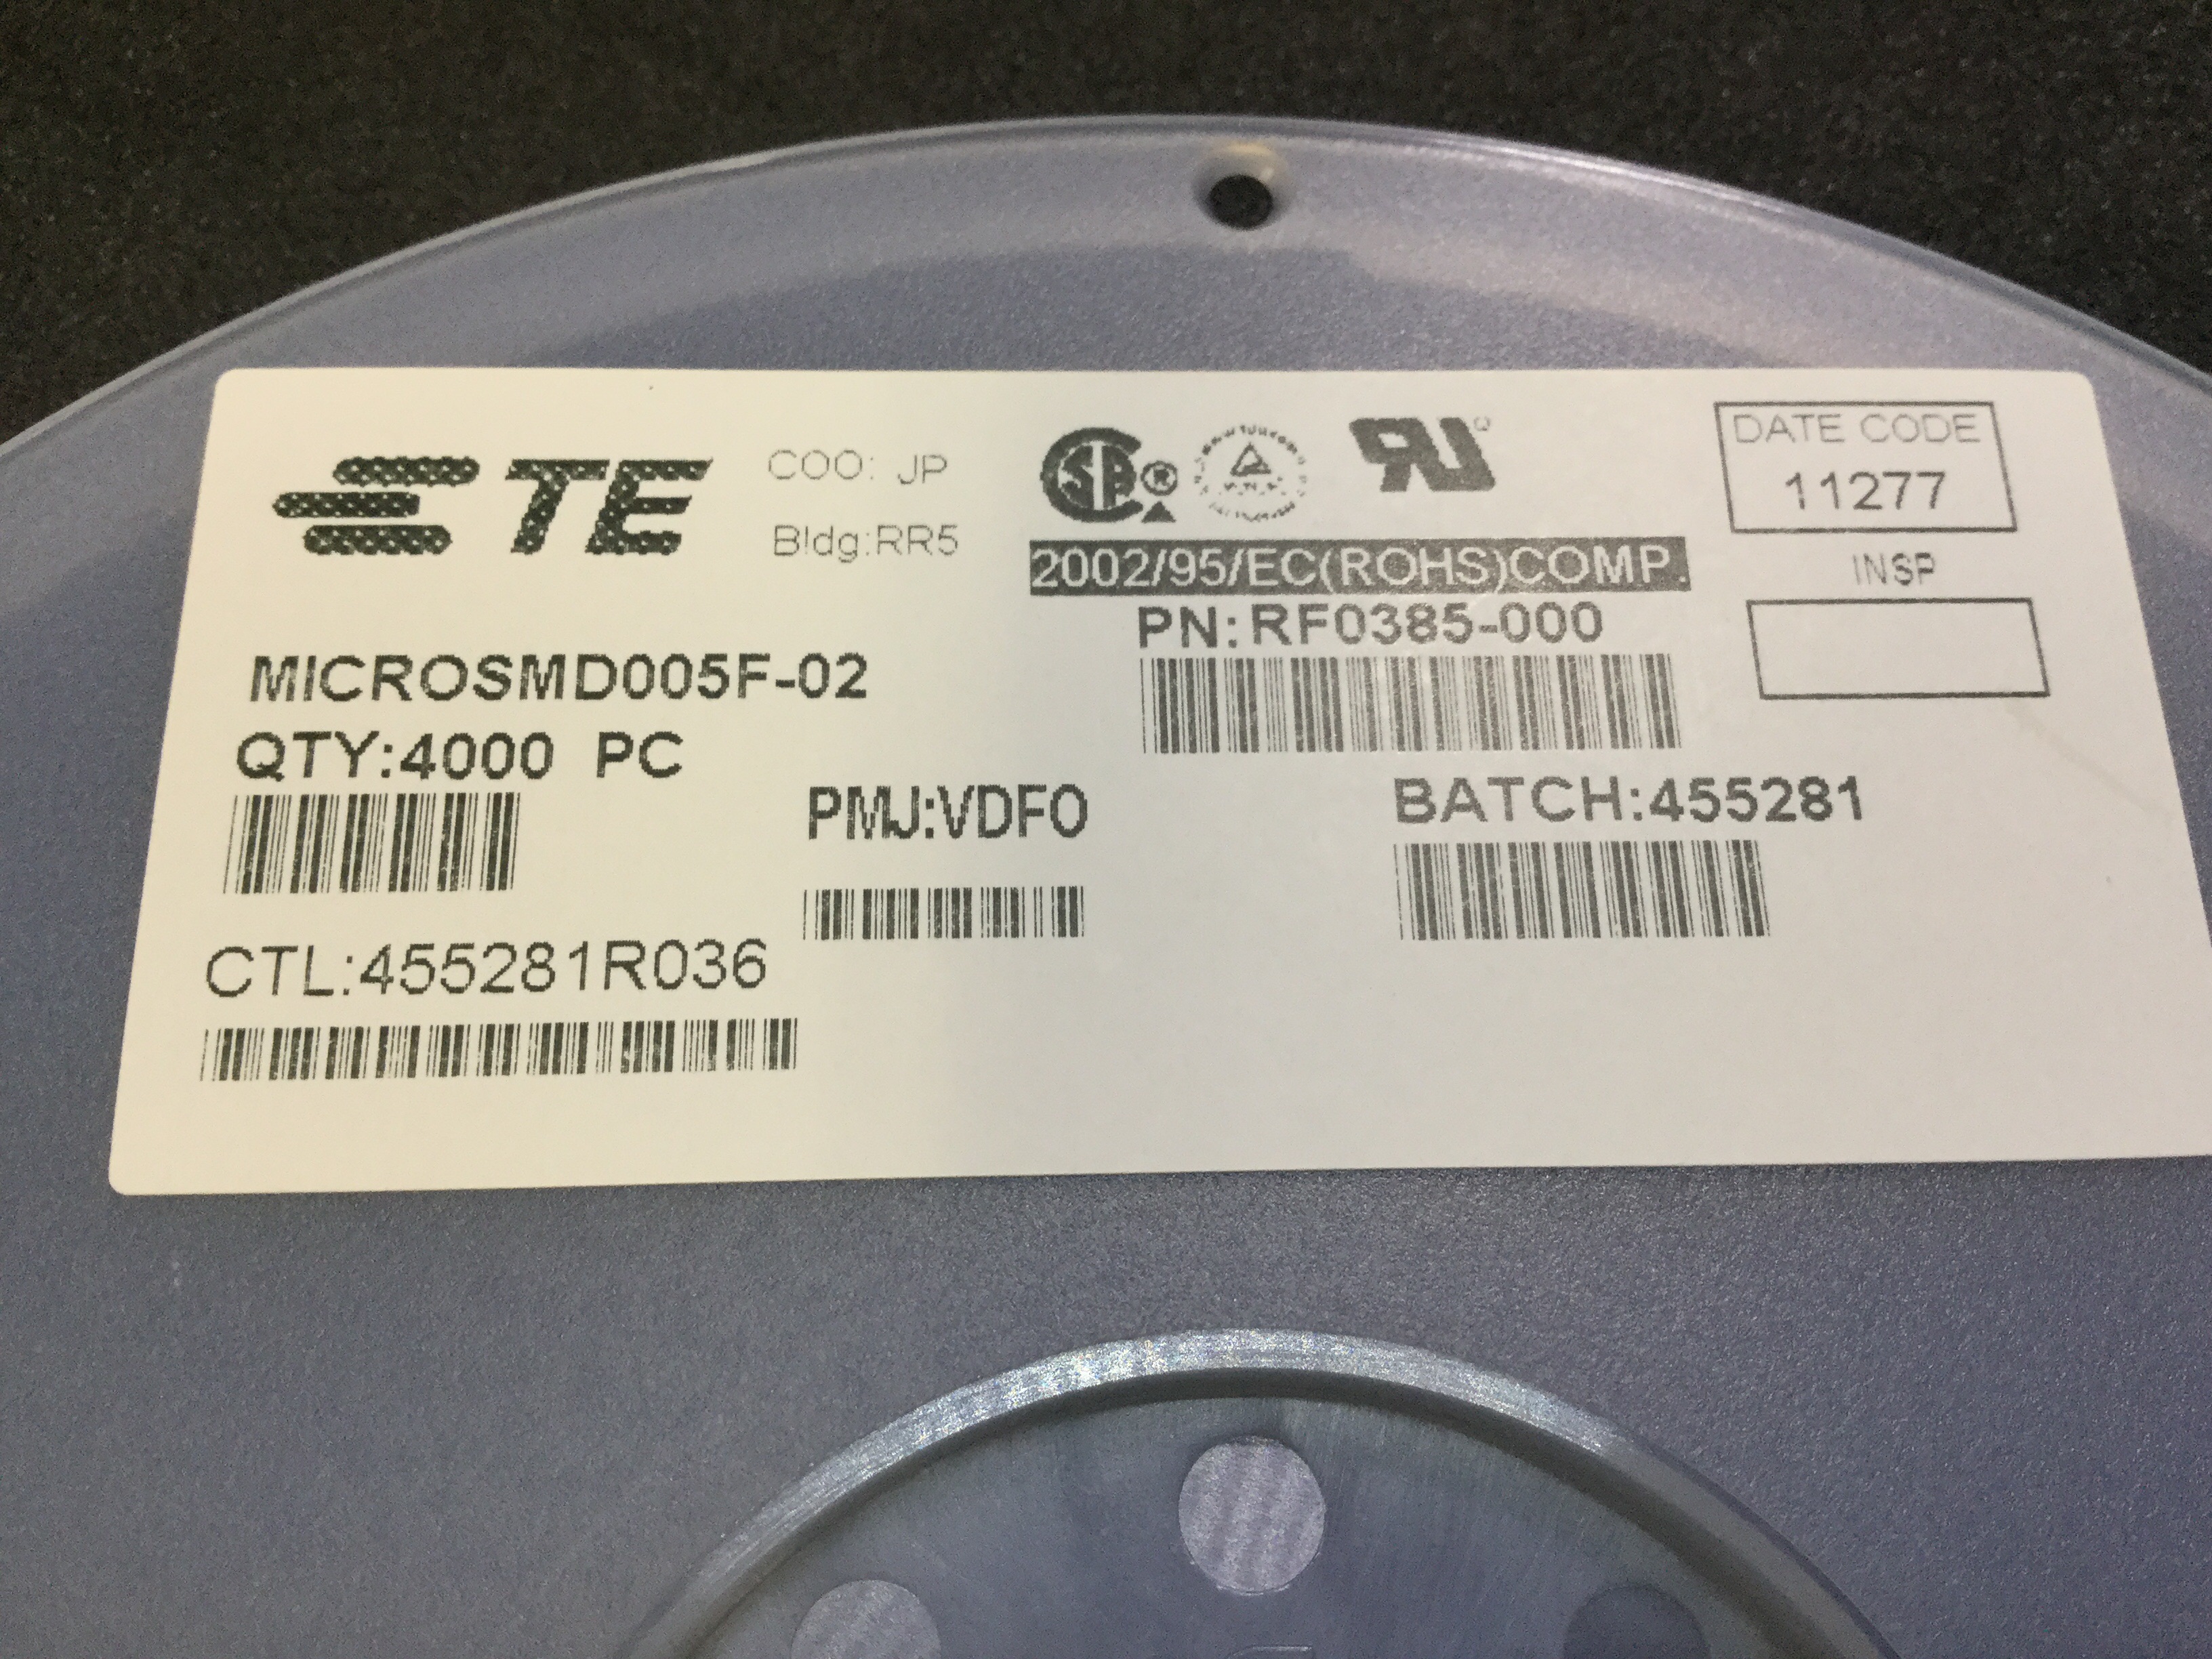 TE
COO: JP
Bldg:RR5
DATE CODE
11277
INSP
2002/95/EC(ROHS)COMP.
PN:RF0385-000
MICROSMD005F-02
QTY:4000 PC
PMJ:VDFO
BATCH:455281
CTL:455281R036